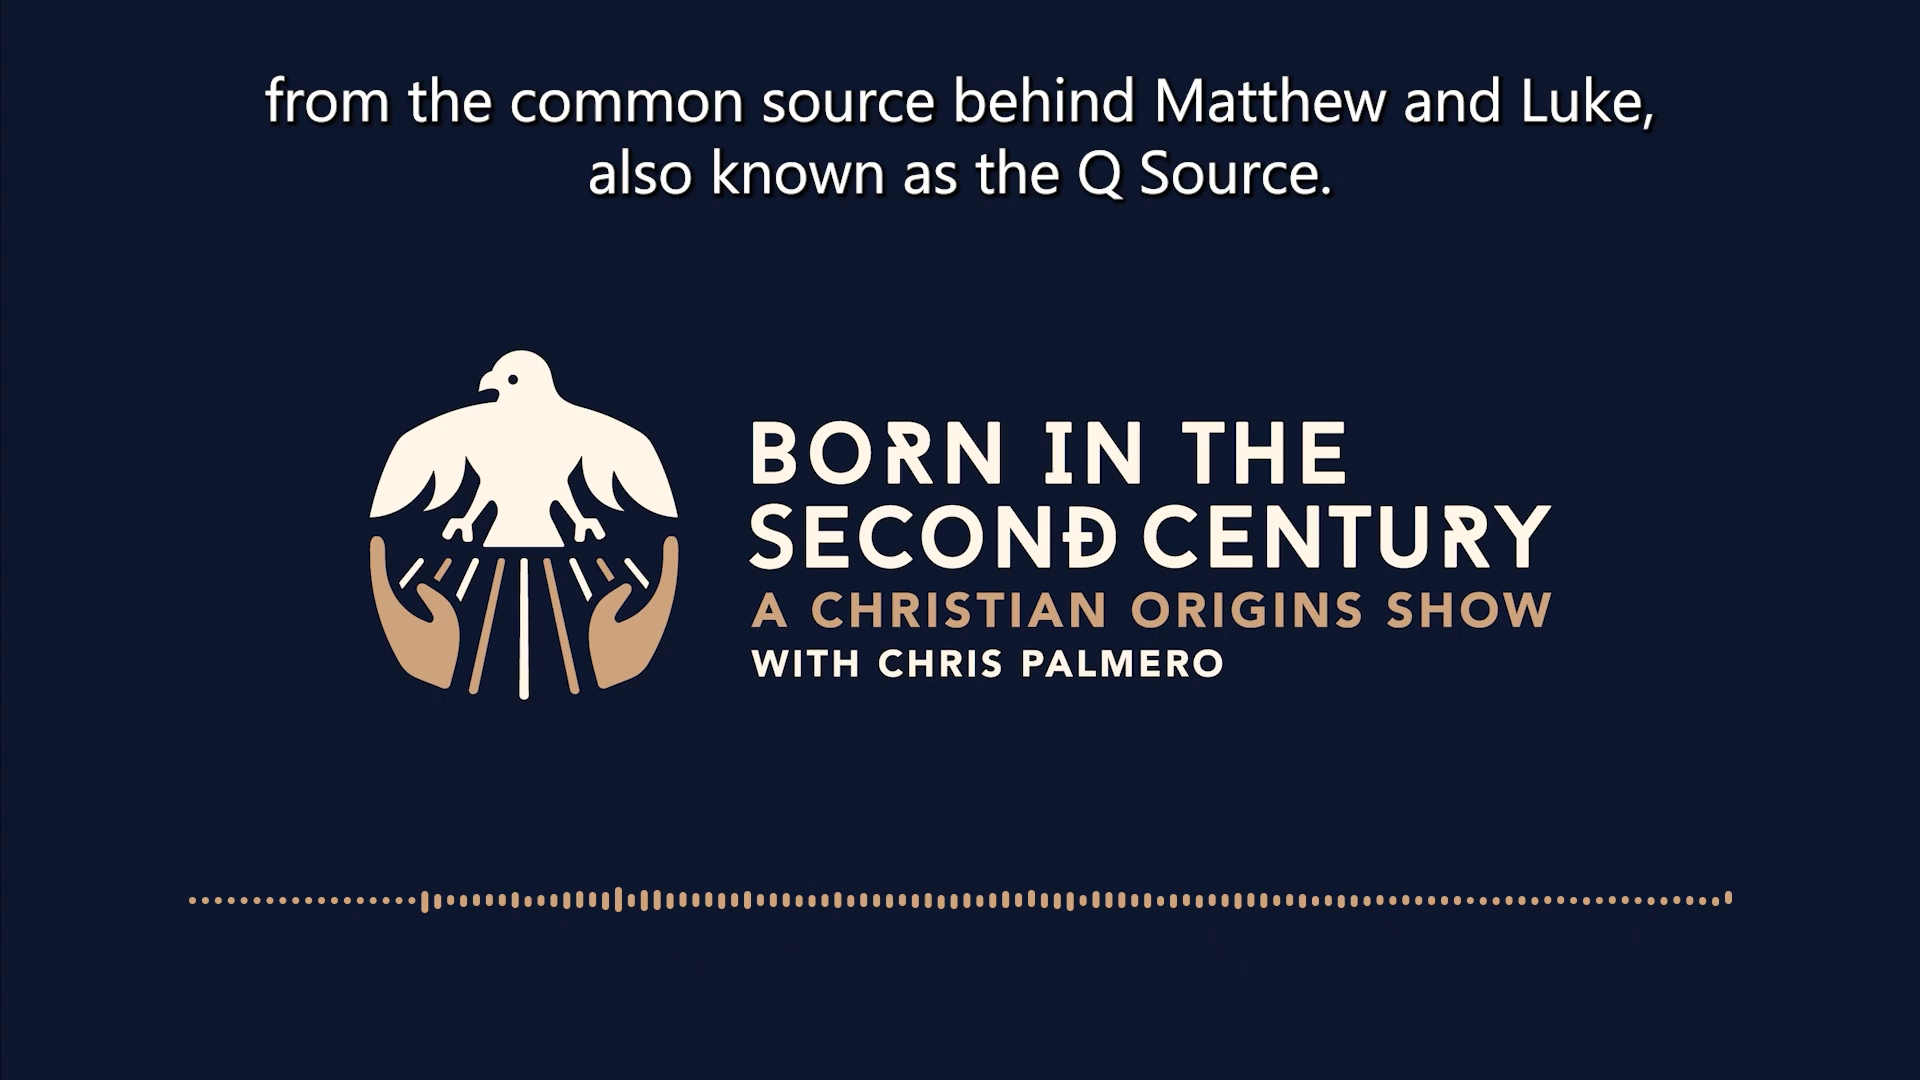 from the common source behind Matthew and Luke,
also known as the Q Source.
BORN IN THE
SECOND CENTURY
A CHRISTIAN ORIGINS SHOW
WITH CHRIS PALMERO